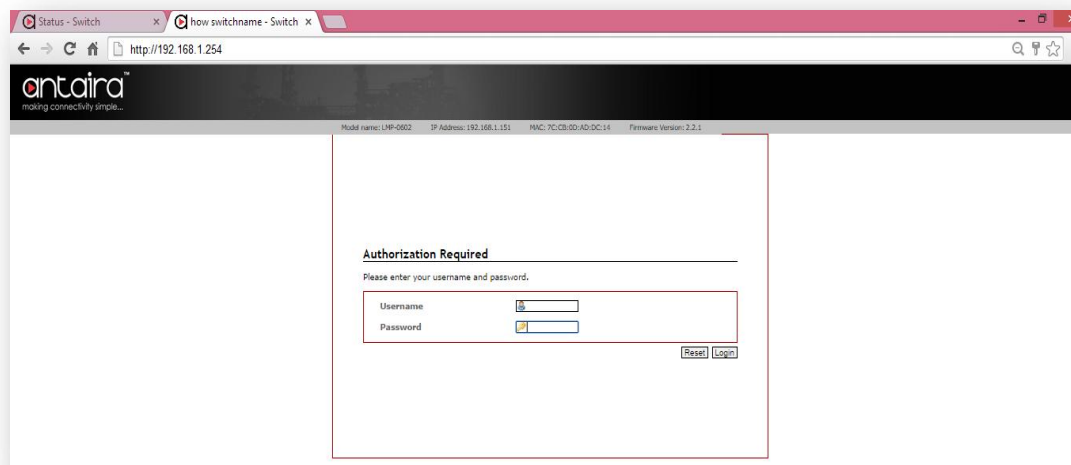 Status - Switch
how switchname - Switch
http://192.168.1.254
antaira™
making connectivity simple...
Model name: LMP-0602 IP Address: 192.168.1.151 MAC: 7C:CB:0D:AD:DC:14 Firmware Version: 2.2.1
Authorization Required
Please enter your username and password.
Username
Password
Reset Login